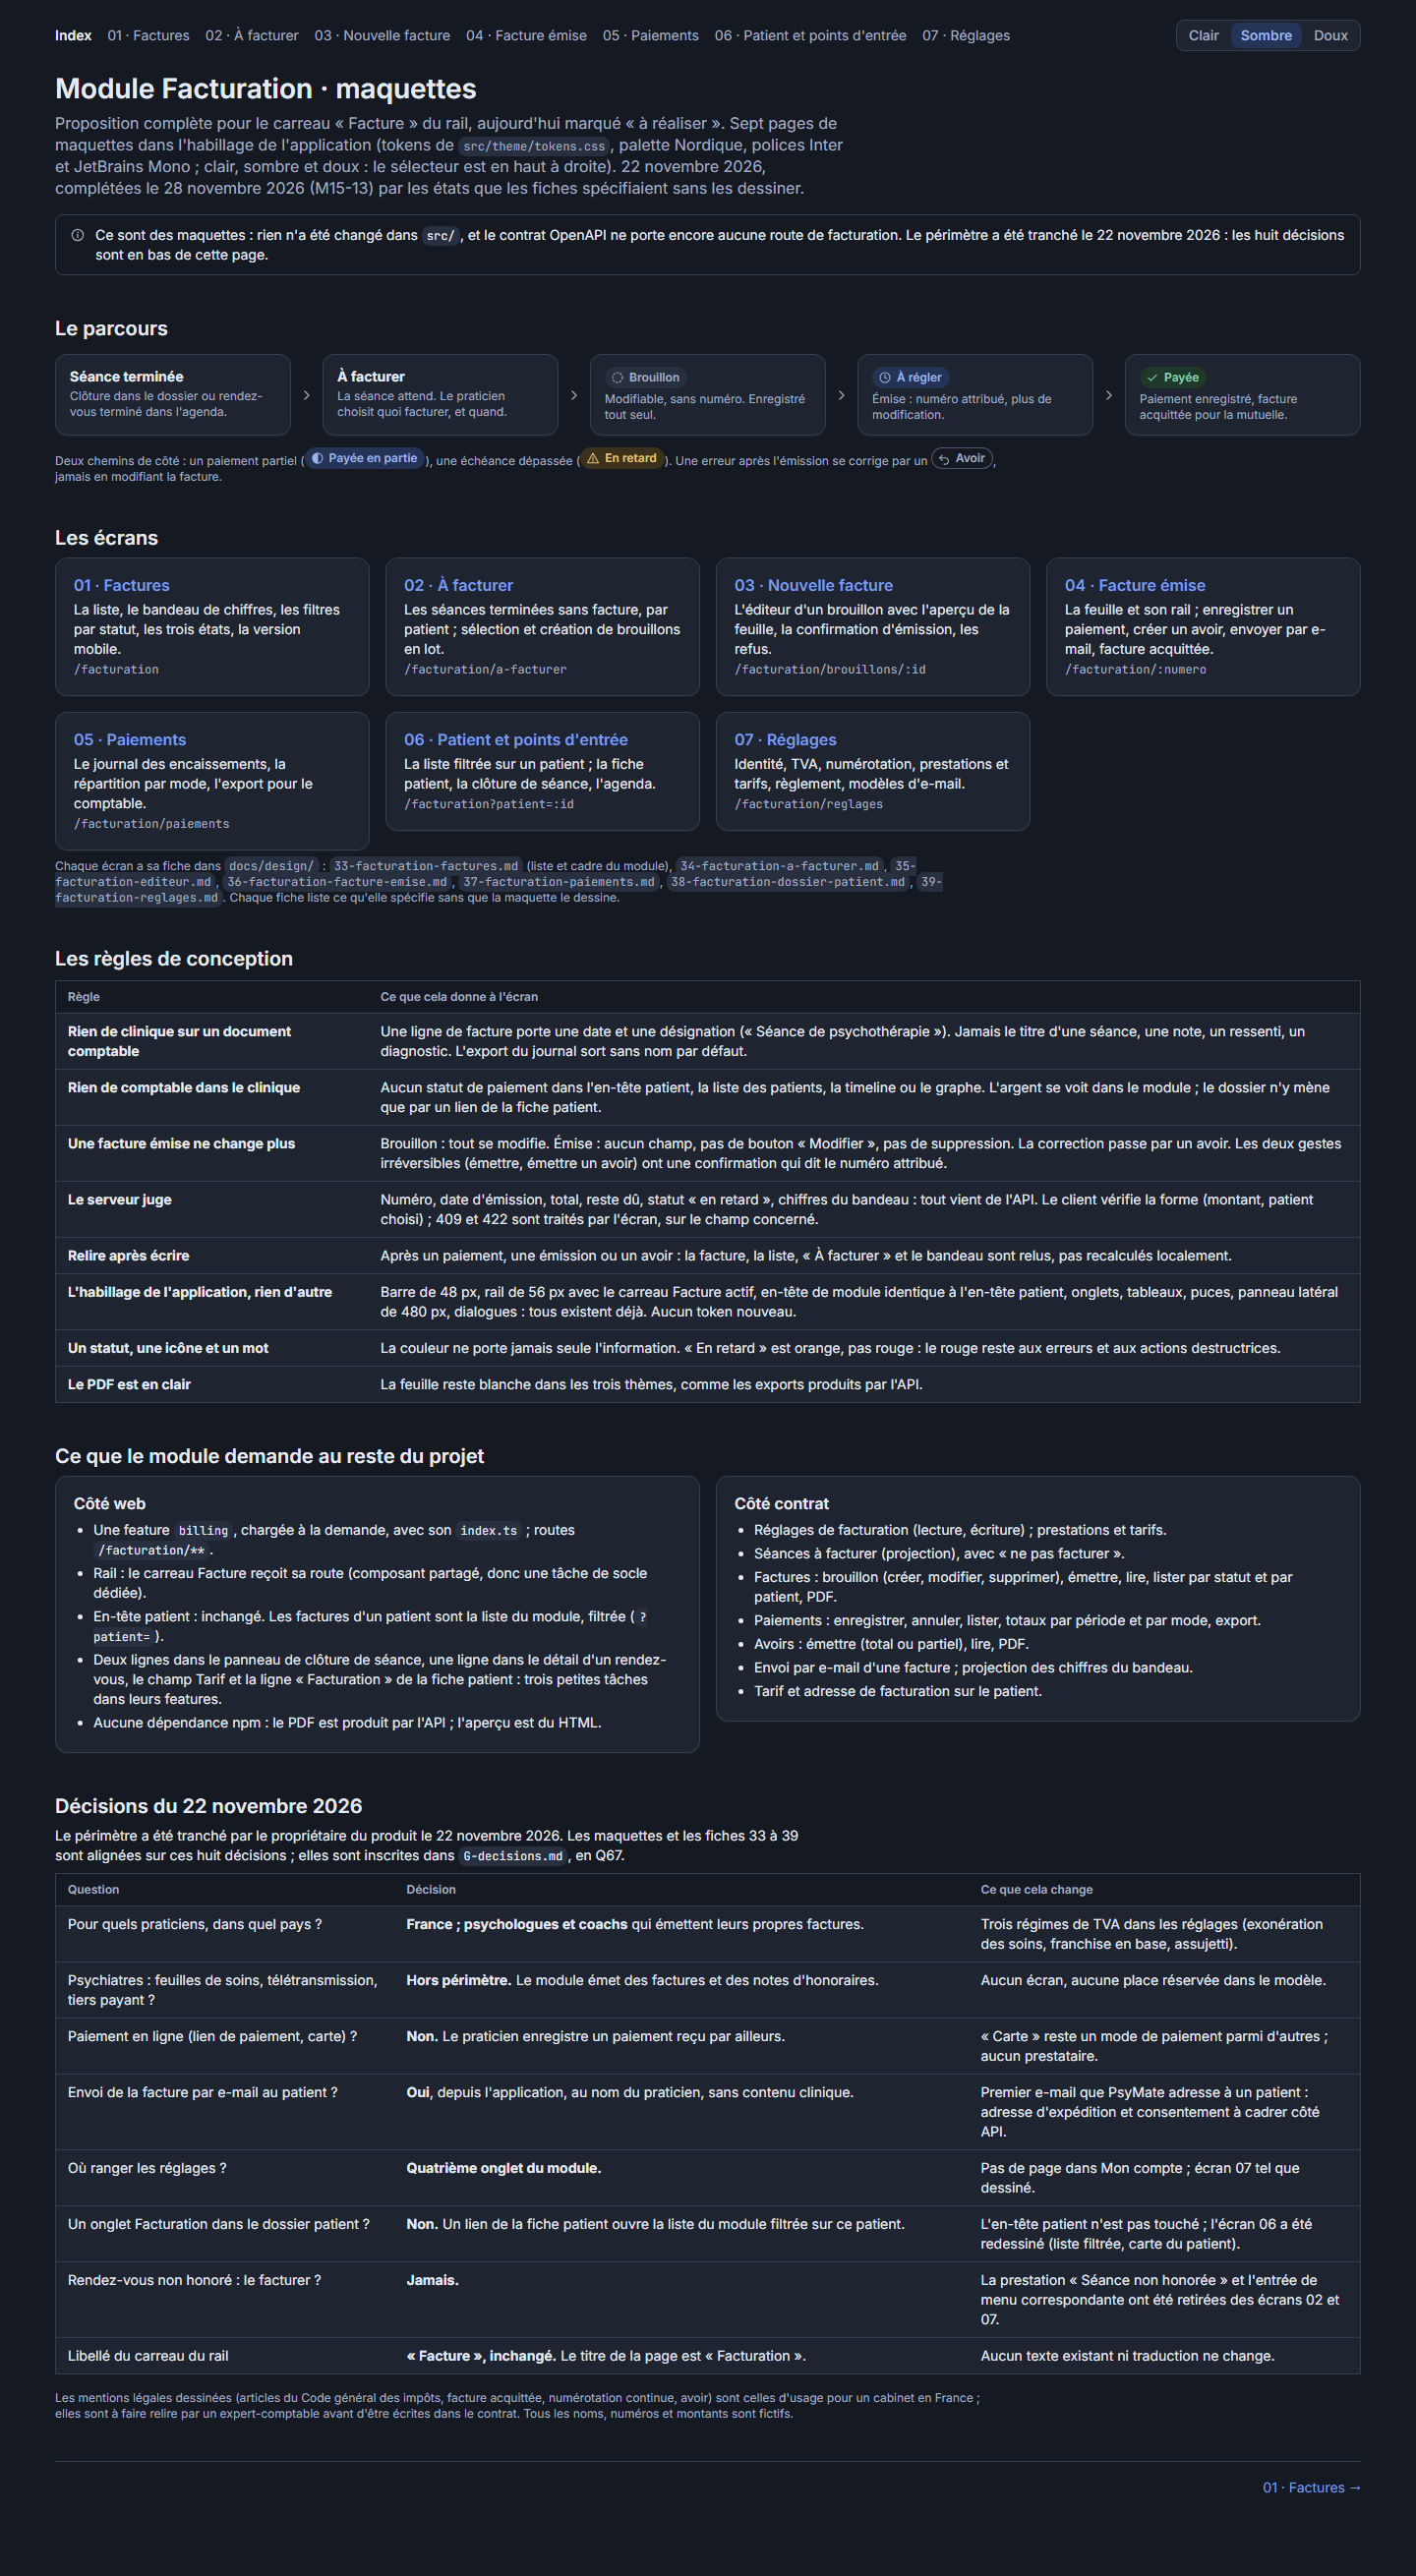 Index 01 · Factures 02 · À facturer 03 · Nouvelle facture 04 · Facture émise 05 · Paiements 06 · Patient et points d'entrée 07 · Réglages Clair Sombre Doux
Module Facturation · maquettes
Proposition complète pour le carreau « Facture » du rail, aujourd'hui marqué « à réaliser ». Sept pages de
maquettes dans l'habillage de l'application (tokens de src/theme/tokens.css, palette Nordique, polices Inter
et JetBrains Mono ; clair, sombre et doux : le sélecteur est en haut à droite). 22 novembre 2026,
complétées le 28 novembre 2026 (M15-13) par les états que les fiches spécifiaient sans les dessiner.
Ce sont des maquettes : rien n'a été changé dans src/, et le contrat OpenAPI ne porte encore aucune route de facturation. Le périmètre a été tranché le 22 novembre 2026 : les huit décisions
sont en bas de cette page.
Le parcours
Séance terminée
Clôture dans le dossier ou rendez-
vous terminé dans l'agenda.
À facturer
La séance attend. Le praticien
choisit quoi facturer, et quand.
Brouillon
Modifiable, sans numéro. Enregistré
tout seul.
À régler
Émise : numéro attribué, plus de
modification.
Payée
Paiement enregistré, facture
acquittée pour la mutuelle.
Deux chemins de côté : un paiement partiel (Payée en partie), une échéance dépassée (En retard). Une erreur après l'émission se corrige par un Avoir,
jamais en modifiant la facture.
Les écrans
01 · Factures
La liste, le bandeau de chiffres, les filtres
par statut, les trois états, la version
mobile.
/facturation
02 · À facturer
Les séances terminées sans facture, par
patient ; sélection et création de brouillons
en lot.
/facturation/a-facturer
03 · Nouvelle facture
L'éditeur d'un brouillon avec l'aperçu de la
feuille, la confirmation d'émission, les
refus.
/facturation/brouillons/:id
04 · Facture émise
La feuille et son rail ; enregistrer un
paiement, créer un avoir, envoyer par e-
mail, facture acquittée.
/facturation/:numero
05 · Paiements
Le journal des encaissements, la
répartition par mode, l'export pour le
comptable.
/facturation/paiements
06 · Patient et points d'entrée
La liste filtrée sur un patient ; la fiche
patient, la clôture de séance, l'agenda.
/facturation?patient=:id
07 · Réglages
Identité, TVA, numérotation, prestations et
tarifs, règlement, modèles d'e-mail.
/facturation/reglages
Chaque écran a sa fiche dans docs/design/ : 33-facturation-factures.md (liste et cadre du module), 34-facturation-a-facturer.md, 35-
facturation-editeur.md, 36-facturation-facture-emise.md, 37-facturation-paiements.md, 38-facturation-dossier-patient.md, 39-
facturation-reglages.md. Chaque fiche liste ce qu'elle spécifie sans que la maquette le dessine.
Les règles de conception
Règle Ce que cela donne à l'écran
Rien de clinique sur un document
comptable
Une ligne de facture porte une date et une désignation (« Séance de psychothérapie »). Jamais le titre d'une séance, une note, un ressenti, un
diagnostic. L'export du journal sort sans nom par défaut.
Rien de comptable dans le clinique
Aucun statut de paiement dans l'en-tête patient, la liste des patients, la timeline ou le graphe. L'argent se voit dans le module ; le dossier n'y mène
que par un lien de la fiche patient.
Une facture émise ne change plus
Brouillon : tout se modifie. Émise : aucun champ, pas de bouton « Modifier », pas de suppression. La correction passe par un avoir. Les deux gestes
irréversibles (émettre, émettre un avoir) ont une confirmation qui dit le numéro attribué.
Le serveur juge
Numéro, date d'émission, total, reste dû, statut « en retard », chiffres du bandeau : tout vient de l'API. Le client vérifie la forme (montant, patient
choisi) ; 409 et 422 sont traités par l'écran, sur le champ concerné.
Relire après écrire
Après un paiement, une émission ou un avoir : la facture, la liste, « À facturer » et le bandeau sont relus, pas recalculés localement.
L'habillage de l'application, rien d'autre
Barre de 48 px, rail de 56 px avec le carreau Facture actif, en-tête de module identique à l'en-tête patient, onglets, tableaux, puces, panneau latéral
de 480 px, dialogues : tous existent déjà. Aucun token nouveau.
Un statut, une icône et un mot
La couleur ne porte jamais seule l'information. « En retard » est orange, pas rouge : le rouge reste aux erreurs et aux actions destructrices.
Le PDF est en clair
La feuille reste blanche dans les trois thèmes, comme les exports produits par l'API.
Ce que le module demande au reste du projet
Côté web
• Une feature billing, chargée à la demande, avec son index.ts ; routes
/facturation/**.
• Rail : le carreau Facture reçoit sa route (composant partagé, donc une tâche de socle
dédiée).
• En-tête patient : inchangé. Les factures d'un patient sont la liste du module, filtrée (?
patient=).
• Deux lignes dans le panneau de clôture de séance, une ligne dans le détail d'un rendez-
vous, le champ Tarif et la ligne « Facturation » de la fiche patient : trois petites tâches
dans leurs features.
• Aucune dépendance npm : le PDF est produit par l'API ; l'aperçu est du HTML.
Côté contrat
• Réglages de facturation (lecture, écriture) ; prestations et tarifs.
• Séances à facturer (projection), avec « ne pas facturer ».
• Factures : brouillon (créer, modifier, supprimer), émettre, lire, lister par statut et par
patient, PDF.
• Paiements : enregistrer, annuler, lister, totaux par période et par mode, export.
• Avoirs : émettre (total ou partiel), lire, PDF.
• Envoi par e-mail d'une facture ; projection des chiffres du bandeau.
• Tarif et adresse de facturation sur le patient.
Décisions du 22 novembre 2026
Le périmètre a été tranché par le propriétaire du produit le 22 novembre 2026. Les maquettes et les fiches 33 à 39
sont alignées sur ces huit décisions ; elles sont inscrites dans G-decisions.md, en Q67.
Question Décision Ce que cela change
Pour quels praticiens, dans quel pays ?
France ; psychologues et coachs qui émettent leurs propres factures.
Trois régimes de TVA dans les réglages (exonération
des soins, franchise en base, assujetti).
Psychiatres : feuilles de soins, télétransmission,
tiers payant ?
Hors périmètre. Le module émet des factures et des notes d'honoraires.
Aucun écran, aucune place réservée dans le modèle.
Paiement en ligne (lien de paiement, carte) ?
Non. Le praticien enregistre un paiement reçu par ailleurs.
« Carte » reste un mode de paiement parmi d'autres ;
aucun prestataire.
Envoi de la facture par e-mail au patient ?
Oui, depuis l'application, au nom du praticien, sans contenu clinique.
Premier e-mail que PsyMate adresse à un patient :
adresse d'expédition et consentement à cadrer côté
API.
Où ranger les réglages ?
Quatrième onglet du module.
Pas de page dans Mon compte ; écran 07 tel que
dessiné.
Un onglet Facturation dans le dossier patient ?
Non. Un lien de la fiche patient ouvre la liste du module filtrée sur ce patient.
L'en-tête patient n'est pas touché ; l'écran 06 a été
redessiné (liste filtrée, carte du patient).
Rendez-vous non honoré : le facturer ?
Jamais.
La prestation « Séance non honorée » et l'entrée de
menu correspondante ont été retirées des écrans 02 et
07.
Libellé du carreau du rail
« Facture », inchangé. Le titre de la page est « Facturation ».
Aucun texte existant ni traduction ne change.
Les mentions légales dessinées (articles du Code général des impôts, facture acquittée, numérotation continue, avoir) sont celles d'usage pour un cabinet en France ;
elles sont à faire relire par un expert-comptable avant d'être écrites dans le contrat. Tous les noms, numéros et montants sont fictifs.
01 · Factures →